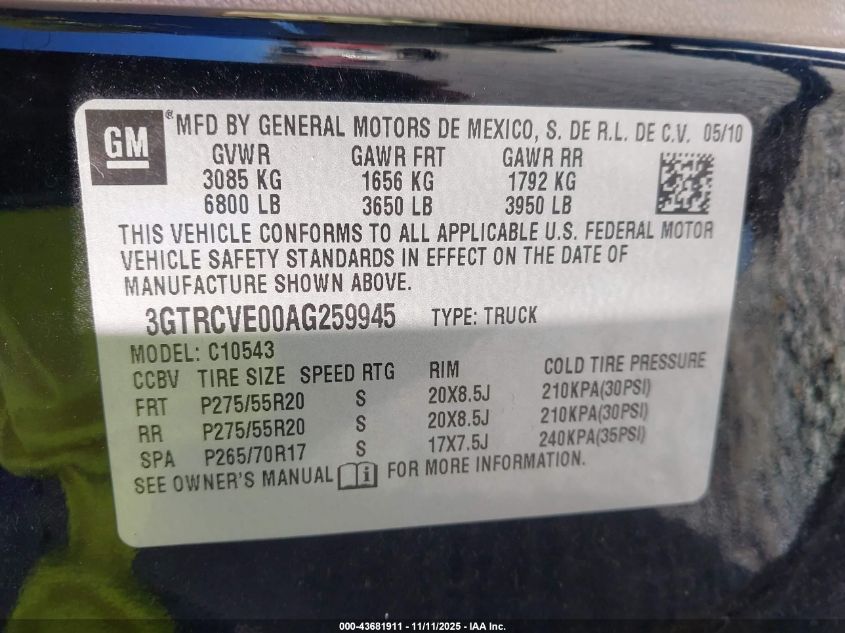 GM ® MFD BY GENERAL MOTORS DE MEXICO, S. DE R.L. DE C.V. 05/10
GVWR GAWR FRT GAWR RR
3085 KG 1656 KG 1792 KG
6800 LB 3650 LB 3950 LB
THIS VEHICLE CONFORMS TO ALL APPLICABLE U.S. FEDERAL MOTOR
VEHICLE SAFETY STANDARDS IN EFFECT ON THE DATE OF
MANUFACTURE SHOWN ABOVE.
3GTRCVE00AG259945 TYPE: TRUCK
MODEL: C10543
CCBV TIRE SIZE SPEED RTG RIM COLD TIRE PRESSURE
FRT P275/55R20 S 20X8.5J 210KPA(30PSI)
RR P275/55R20 S 20X8.5J 210KPA(30PSI)
SPA P265/70R17 S 17X7.5J 240KPA(35PSI)
SEE OWNER'S MANUAL i FOR MORE INFORMATION.
000-43681911 - 11/11/2025 - IAA Inc.